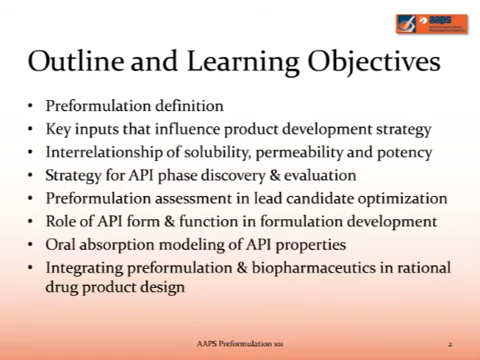 aaps
Outline and Learning Objectives
• Preformulation definition
• Key inputs that influence product development strategy
• Interrelationship of solubility, permeability and potency
• Strategy for API phase discovery & evaluation
• Preformulation assessment in lead candidate optimization
• Role of API form & function in formulation development
• Oral absorption modeling of API properties
• Integrating preformulation & biopharmaceutics in rational
drug product design
AAPS Preformulation 101
2